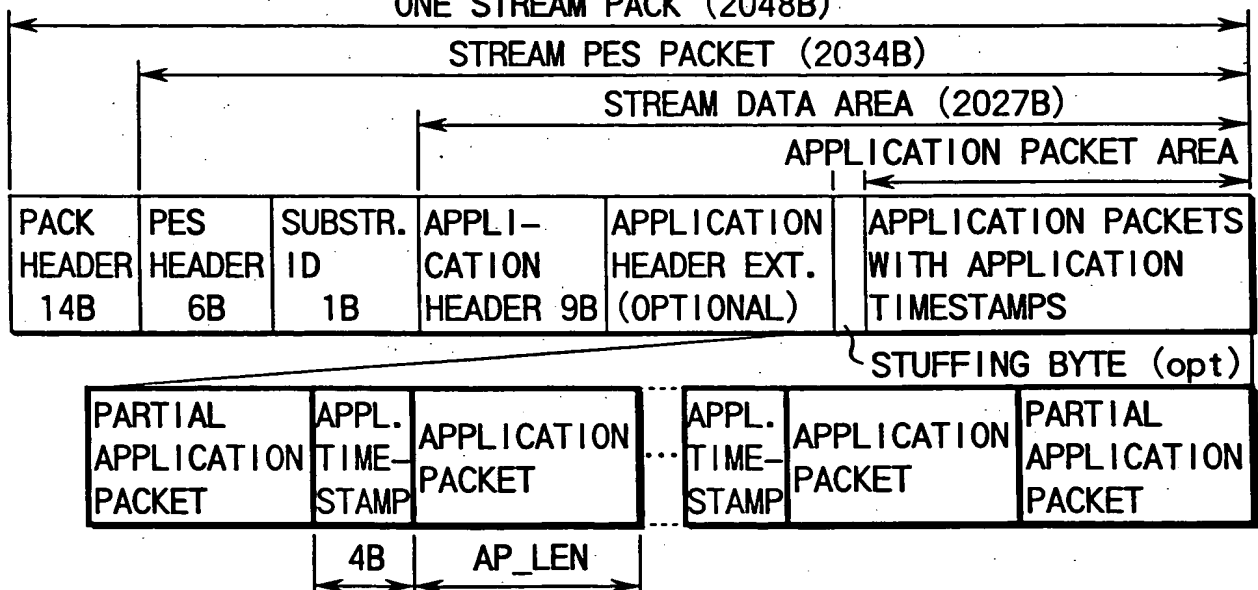 ONE STREAM PACK (2048B)
STREAM PES PACKET (2034B)
STREAM DATA AREA (2027B)
APPLICATION PACKET AREA
PACK
HEADER
14B
PES
HEADER
6B
SUBSTR.
ID
1B
APPLI-
CATION
HEADER 9B
APPLICATION
HEADER EXT.
(OPTIONAL)
APPLICATION PACKETS
WITH APPLICATION
TIMESTAMPS
STUFFING BYTE (opt)
PARTIAL
APPLICATION
PACKET
APPL.
TIME-
STAMP
APPLICATION
PACKET
APPL.
TIME-
STAMP
APPLICATION
PACKET
PARTIAL
APPLICATION
PACKET
4B
AP_LEN